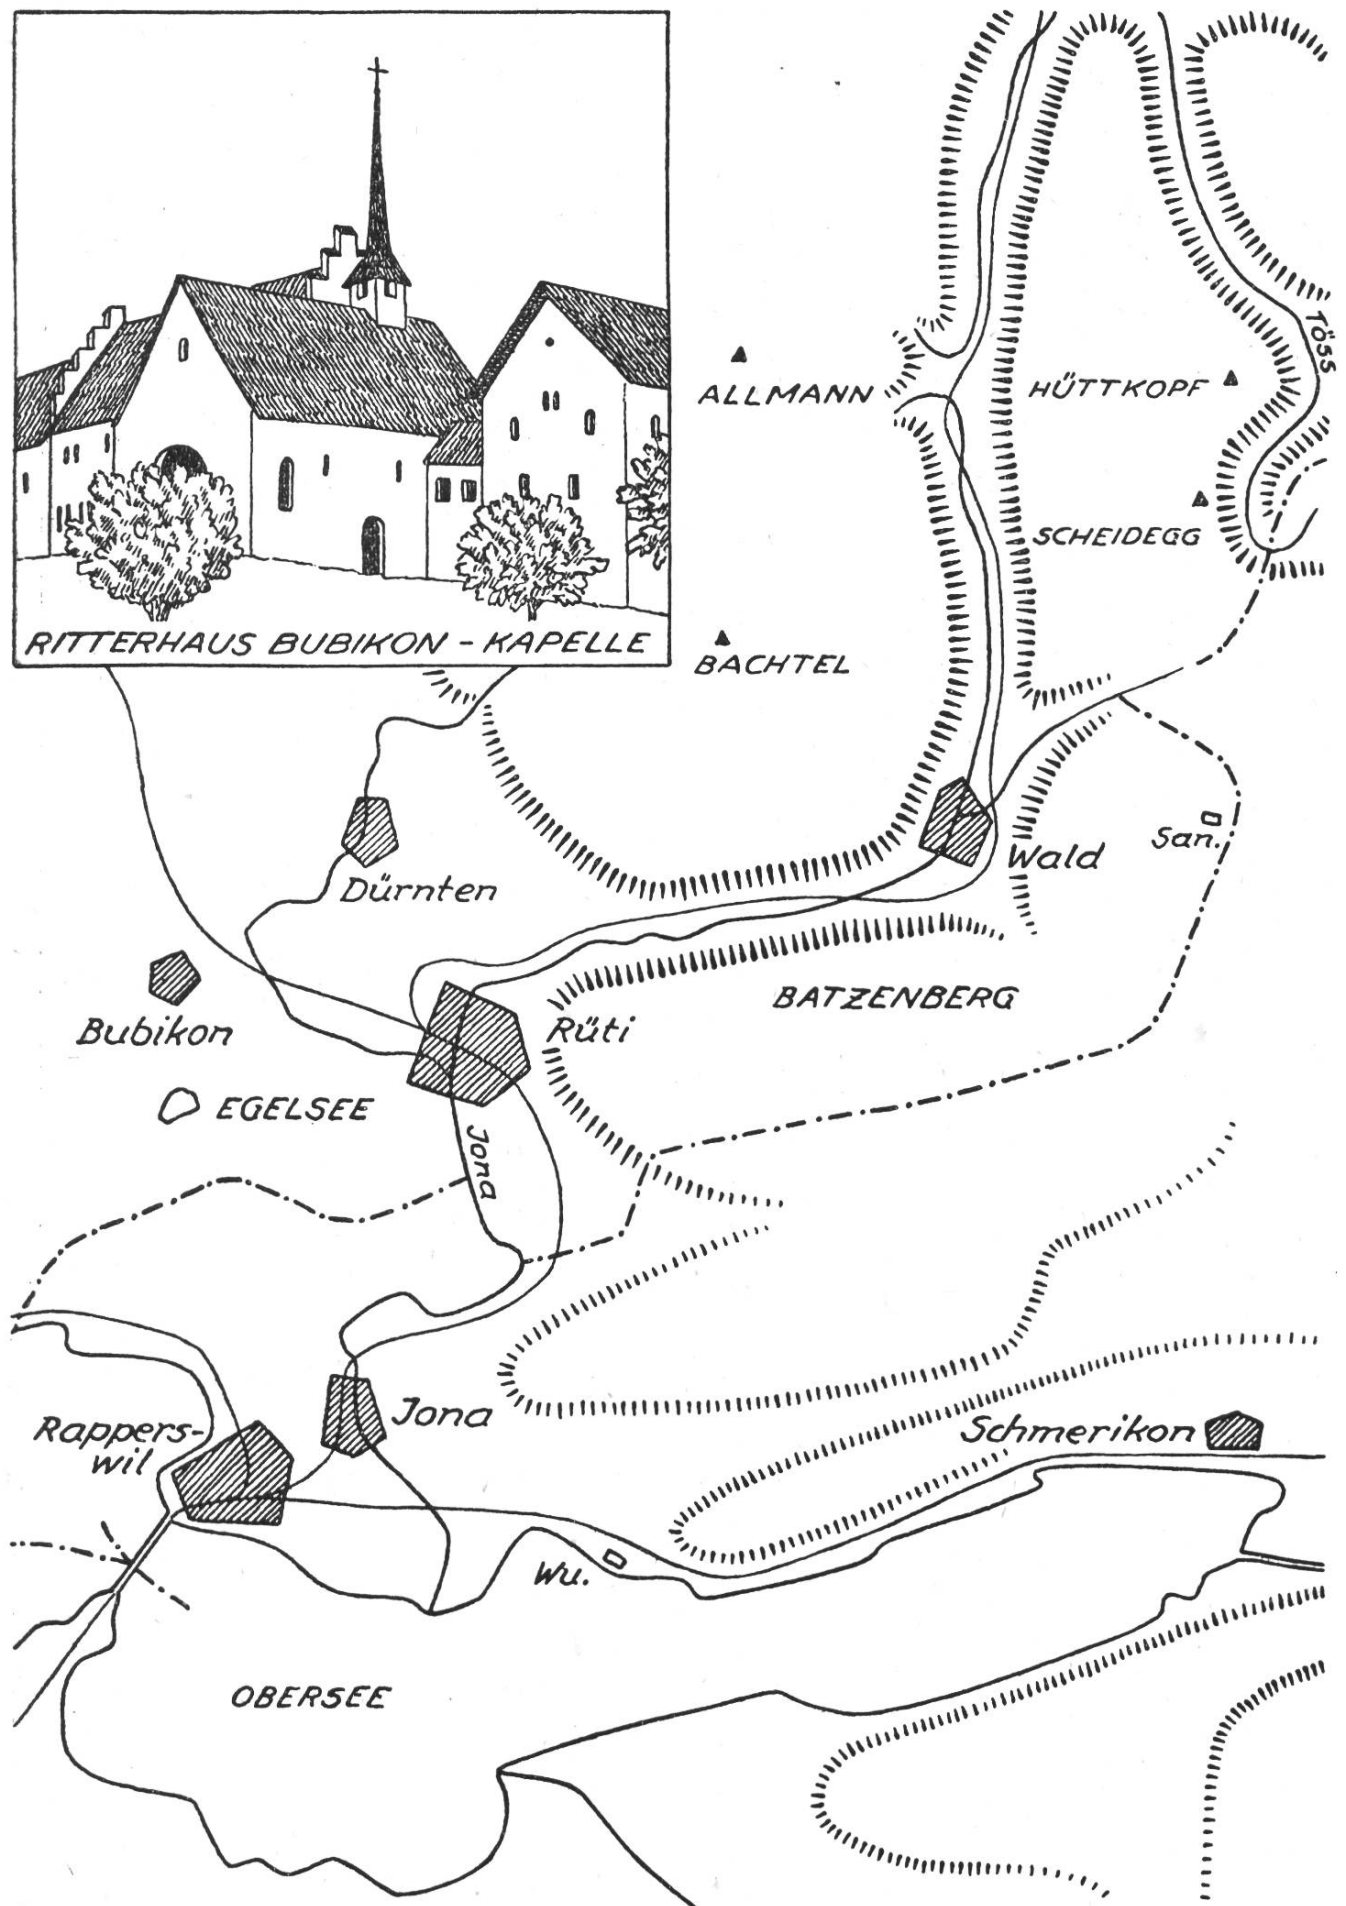 RITTERHAUS BUBIKON - KAPELLE
TÖSS
ALLMANN
HÜTTKOPF
SCHEIDEGG
BACHTEL
Wald
San.
Dürnten
Bubikon
Rüti
BATZENBERG
EGELSEE
Jona
Rappers-
wil
Jona
Schmerikon
Wu.
OBERSEE